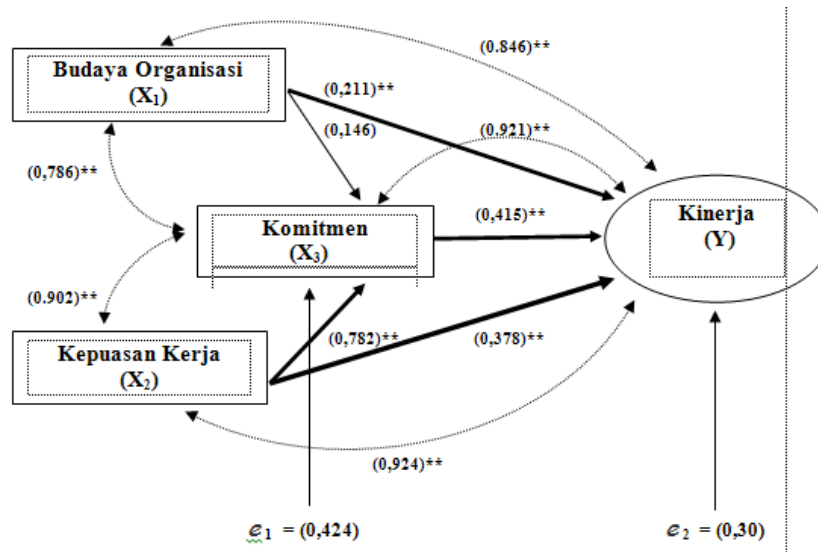 (0.846)**
Budaya Organisasi
(X₁)
(0,211)**
(0,146)
(0.921)**
(0,786)**
Komitmen
(X₃)
(0,415)**
Kinerja
(Y)
(0.902)**
(0,782)**
(0,378)**
Kepuasan Kerja
(X₂)
(0,924)**
e₁ = (0,424)
e₂ = (0,30)